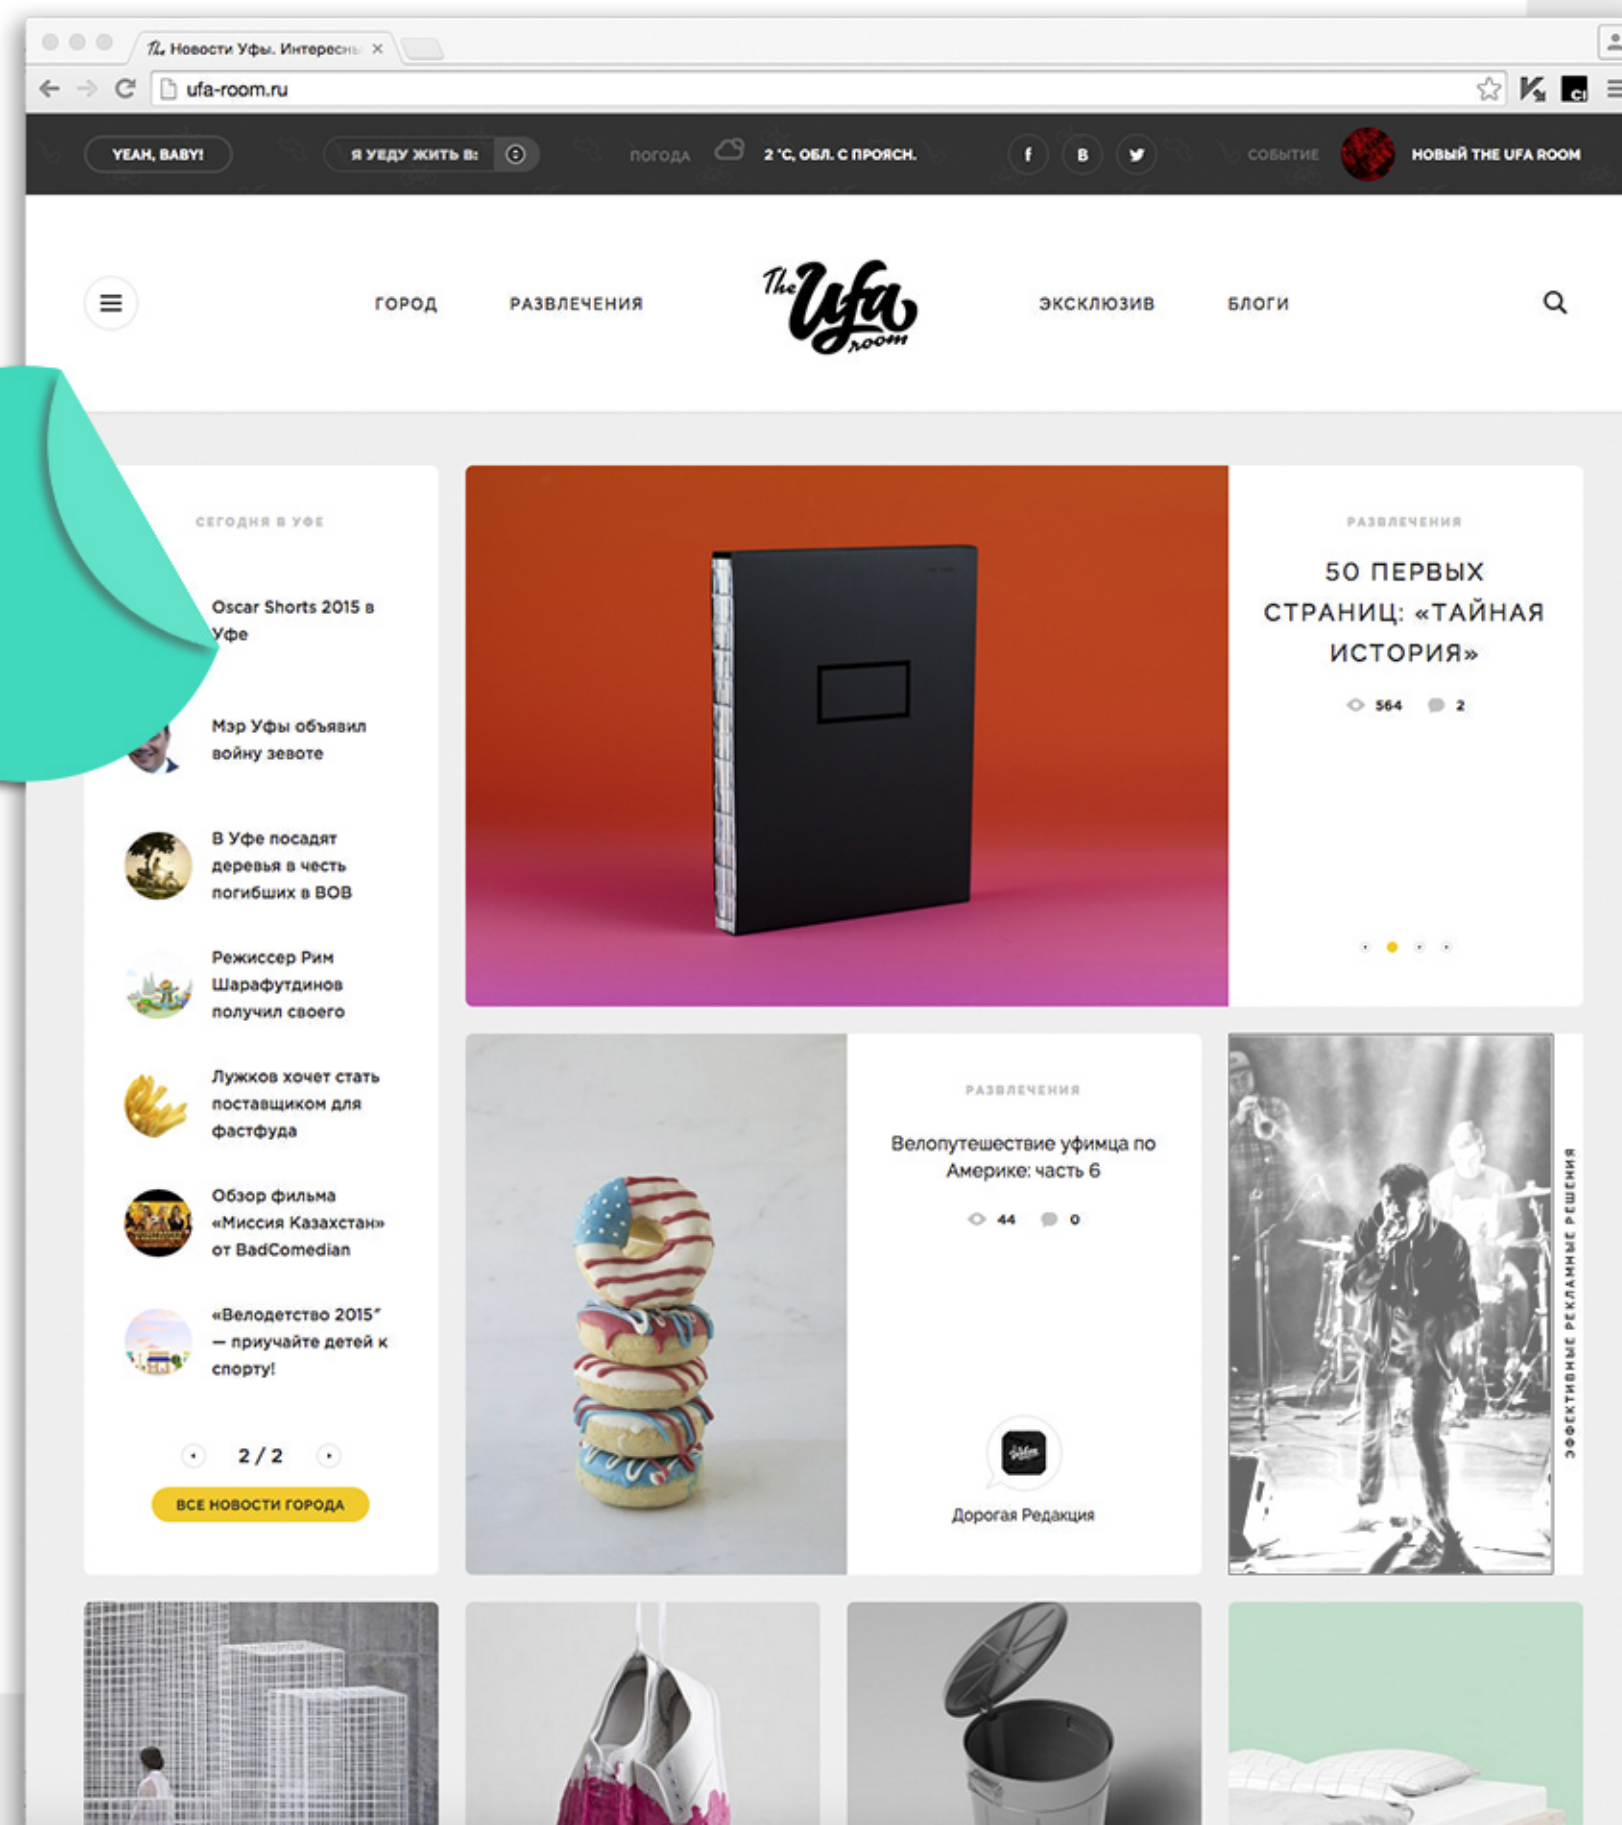 The Новости Уфы. Интересны
ufa-room.ru
YEAH, BABY!
Я УЕДУ ЖИТЬ В:
ПОГОДА
2 °C, ОБЛ. С ПРОЯСН.
f
B
СОБЫТИЕ
НОВЫЙ THE UFA ROOM
ГОРОД
РАЗВЛЕЧЕНИЯ
The Ufa
room
ЭКСКЛЮЗИВ
БЛОГИ
СЕГОДНЯ В УФЕ
Oscar Shorts 2015 в
Уфе
Мэр Уфы объявил
войну зевоте
В Уфе посадят
деревья в честь
погибших в ВОВ
Режиссер Рим
Шарафутдинов
получил своего
Лужков хочет стать
поставщиком для
фастфуда
Обзор фильма
«Миссия Казахстан»
от BadComedian
«Велодетство 2015"
— приучайте детей к
спорту!
2 / 2
ВСЕ НОВОСТИ ГОРОДА
РАЗВЛЕЧЕНИЯ
50 ПЕРВЫХ
СТРАНИЦ: «ТАЙНАЯ
ИСТОРИЯ»
564 2
РАЗВЛЕЧЕНИЯ
Велопутешествие уфимца по
Америке: часть 6
44 0
Дорогая Редакция
ЭФФЕКТИВНЫЕ РЕКЛАМНЫЕ РЕШЕНИЯ